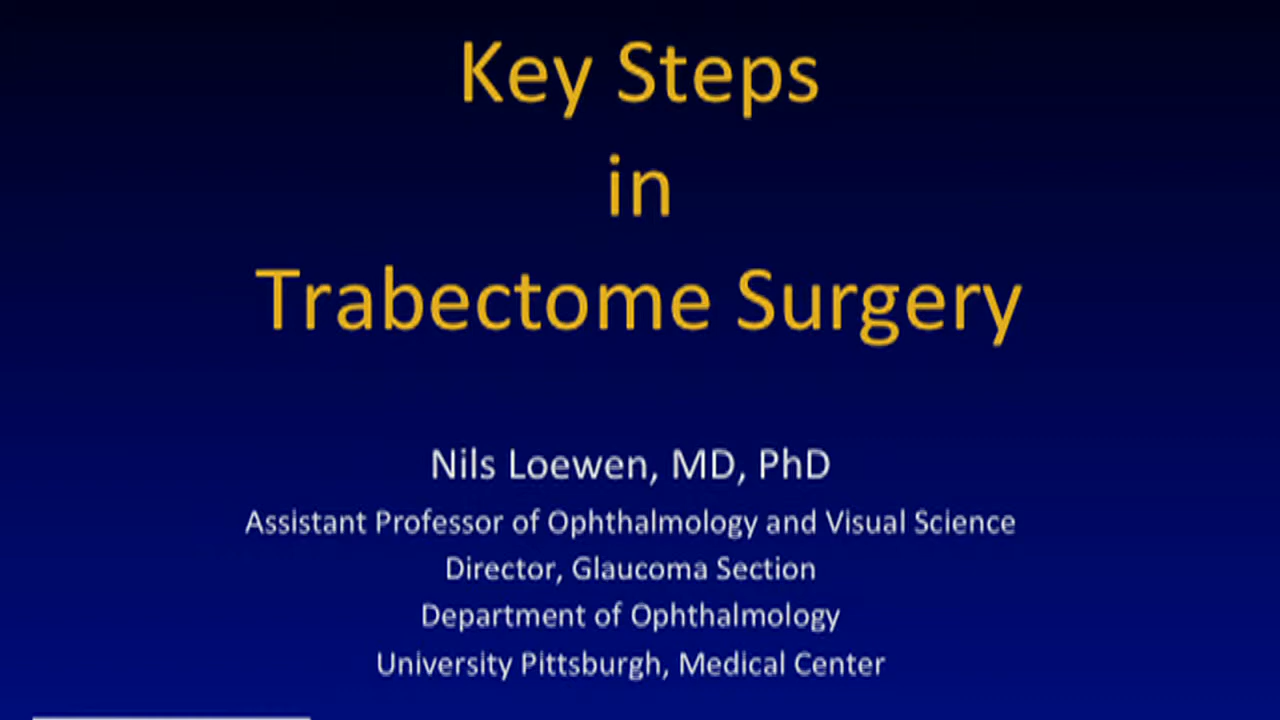 Key Steps
in
Trabectome Surgery
Nils Loewen, MD, PhD
Assistant Professor of Ophthalmology and Visual Science
Director, Glaucoma Section
Department of Ophthalmology
University Pittsburgh, Medical Center